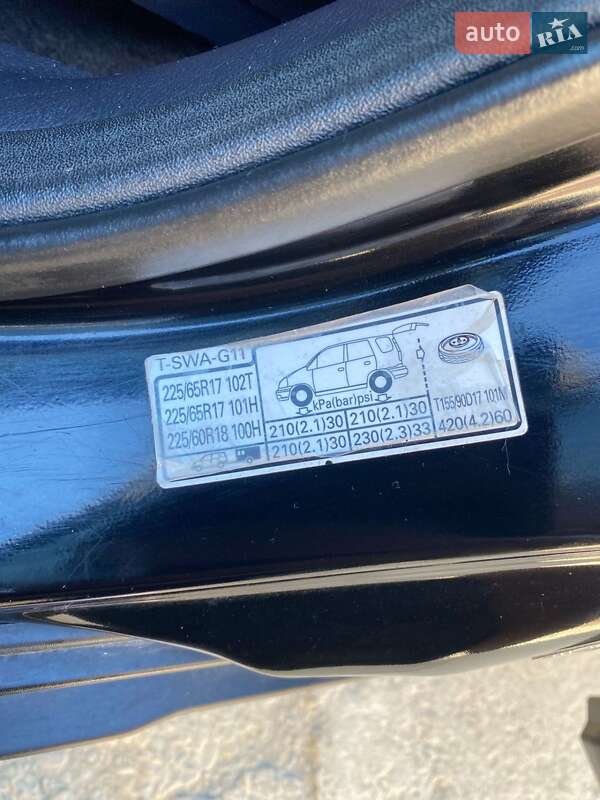 auto RIA .com
T-SWA-G11
225/65R17 102T
225/65R17 101H
225/60R18 100H
kPa(bar)psi
210(2.1)30 210(2.1)30
210(2.1)30 230(2.3)33
T155/90D17 101M
420(4.2)60